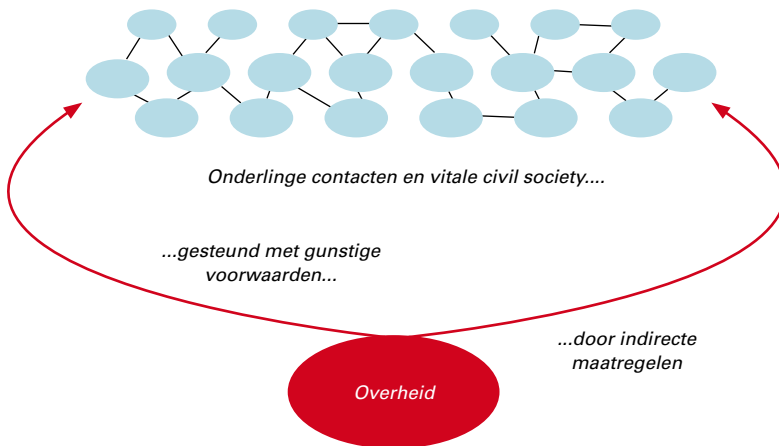 Onderlinge contacten en vitale civil society....
...gesteund met gunstige
voorwaarden...
...door indirecte
maatregelen
Overheid